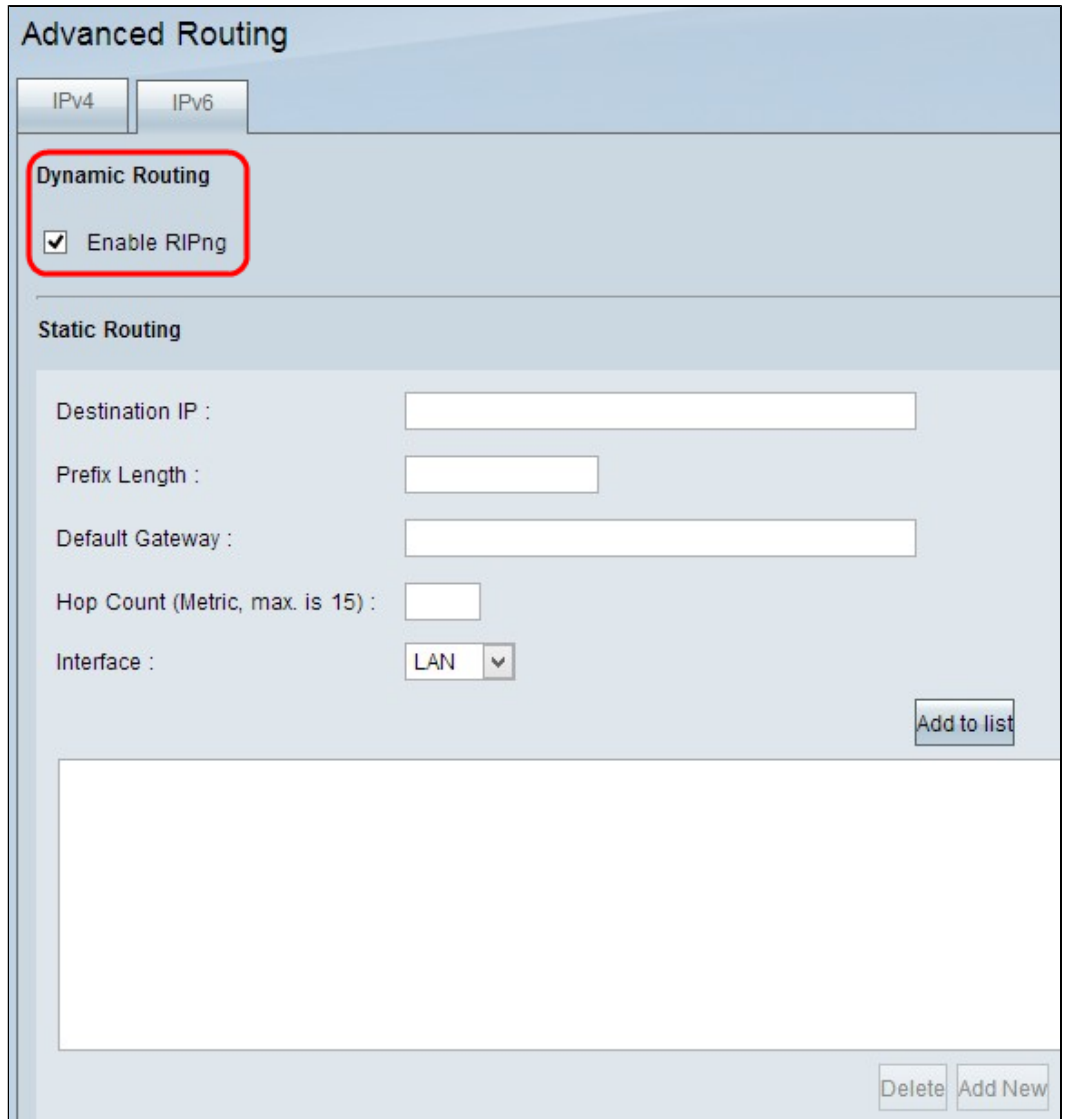 Advanced Routing
IPv4 IPv6
Dynamic Routing
Enable RIPng
Static Routing
Destination IP :
Prefix Length :
Default Gateway :
Hop Count (Metric, max. is 15) :
Interface : LAN
Add to list
Delete Add New